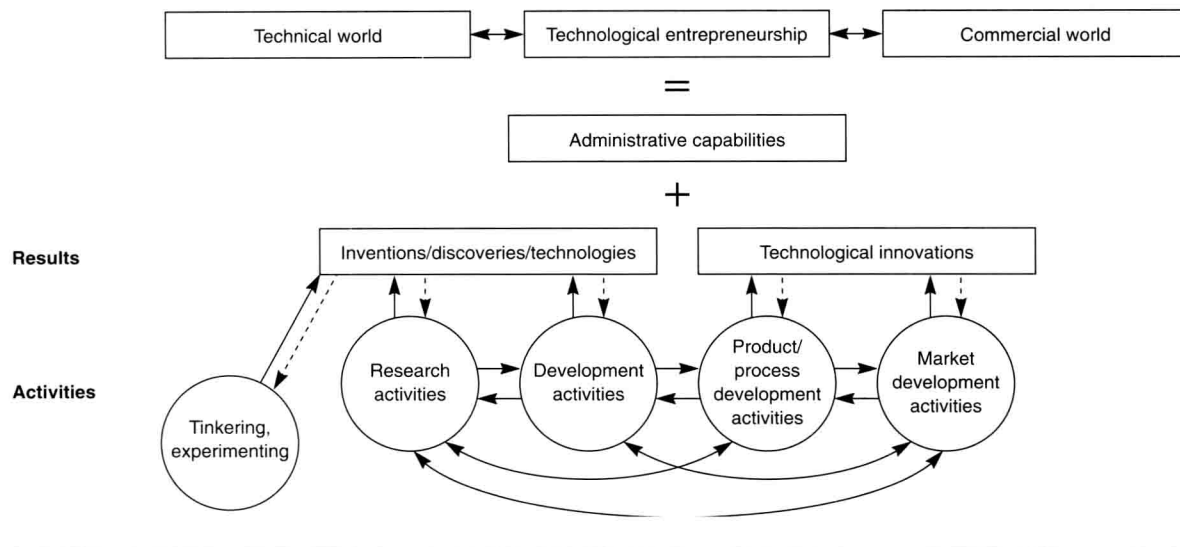 Technical world
Technological entrepreneurship
Commercial world
=
Administrative capabilities
+
Results
Inventions/discoveries/technologies
Technological innovations
Activities
Tinkering,
experimenting
Research
activities
Development
activities
Product/
process
development
activities
Market
development
activities